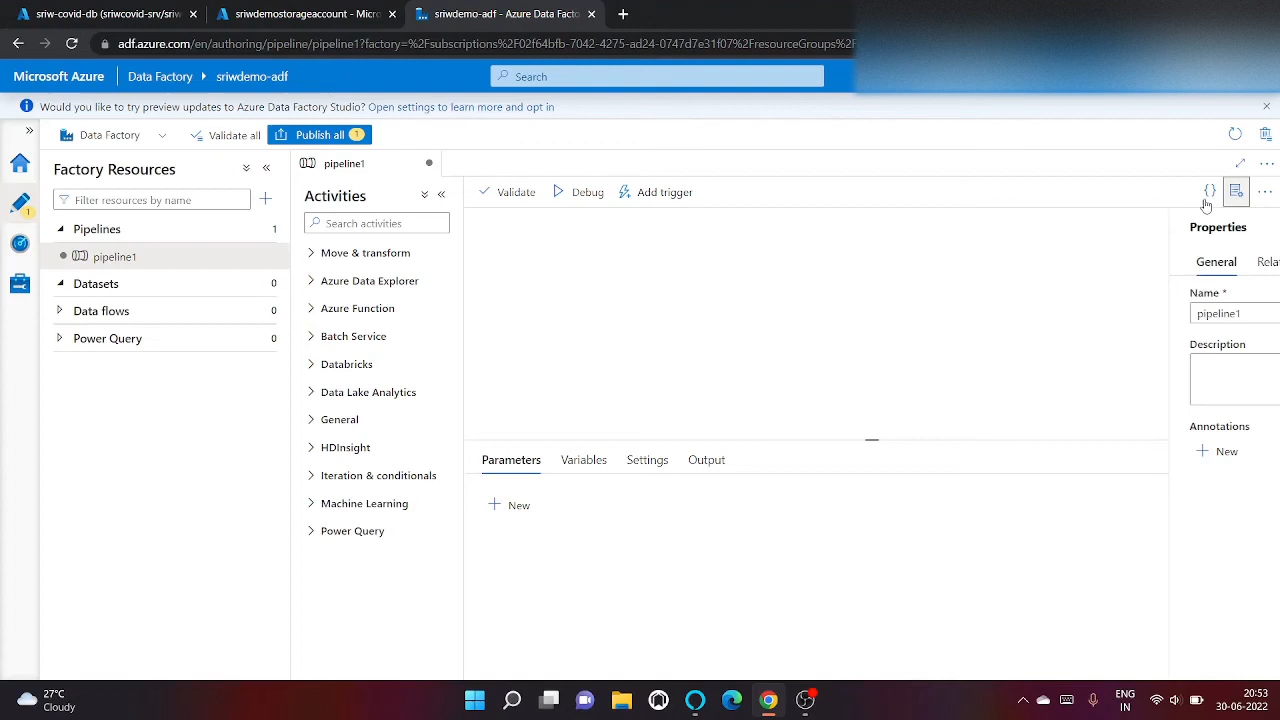 sriw-covid-db (sriwcovid-srv/sriw
sriwdemostorageaccount - Micros
sriwdemo-adf - Azure Data Facto
adf.azure.com/en/authoring/pipeline/pipeline1?factory=%2Fsubscriptions%2F02f64bfb-7042-4275-ad24-0747d7e31f07%2FresourceGroups%2F
Microsoft Azure
Data Factory
sriwdemo-adf
Search
Would you like to try preview updates to Azure Data Factory Studio? Open settings to learn more and opt in
Data Factory
Validate all
Publish all 1
Factory Resources
Filter resources by name
Pipelines 1
pipeline1
Datasets 0
Data flows 0
Power Query 0
pipeline1
Activities
Search activities
Move & transform
Azure Data Explorer
Azure Function
Batch Service
Databricks
Data Lake Analytics
General
HDInsight
Iteration & conditionals
Machine Learning
Power Query
Validate
Debug
Add trigger
{}
Parameters
Variables
Settings
Output
New
Properties
General
Rela
Name *
pipeline1
Description
Annotations
New
1
27°C
Cloudy
ENG
IN
20:53
30-06-2022